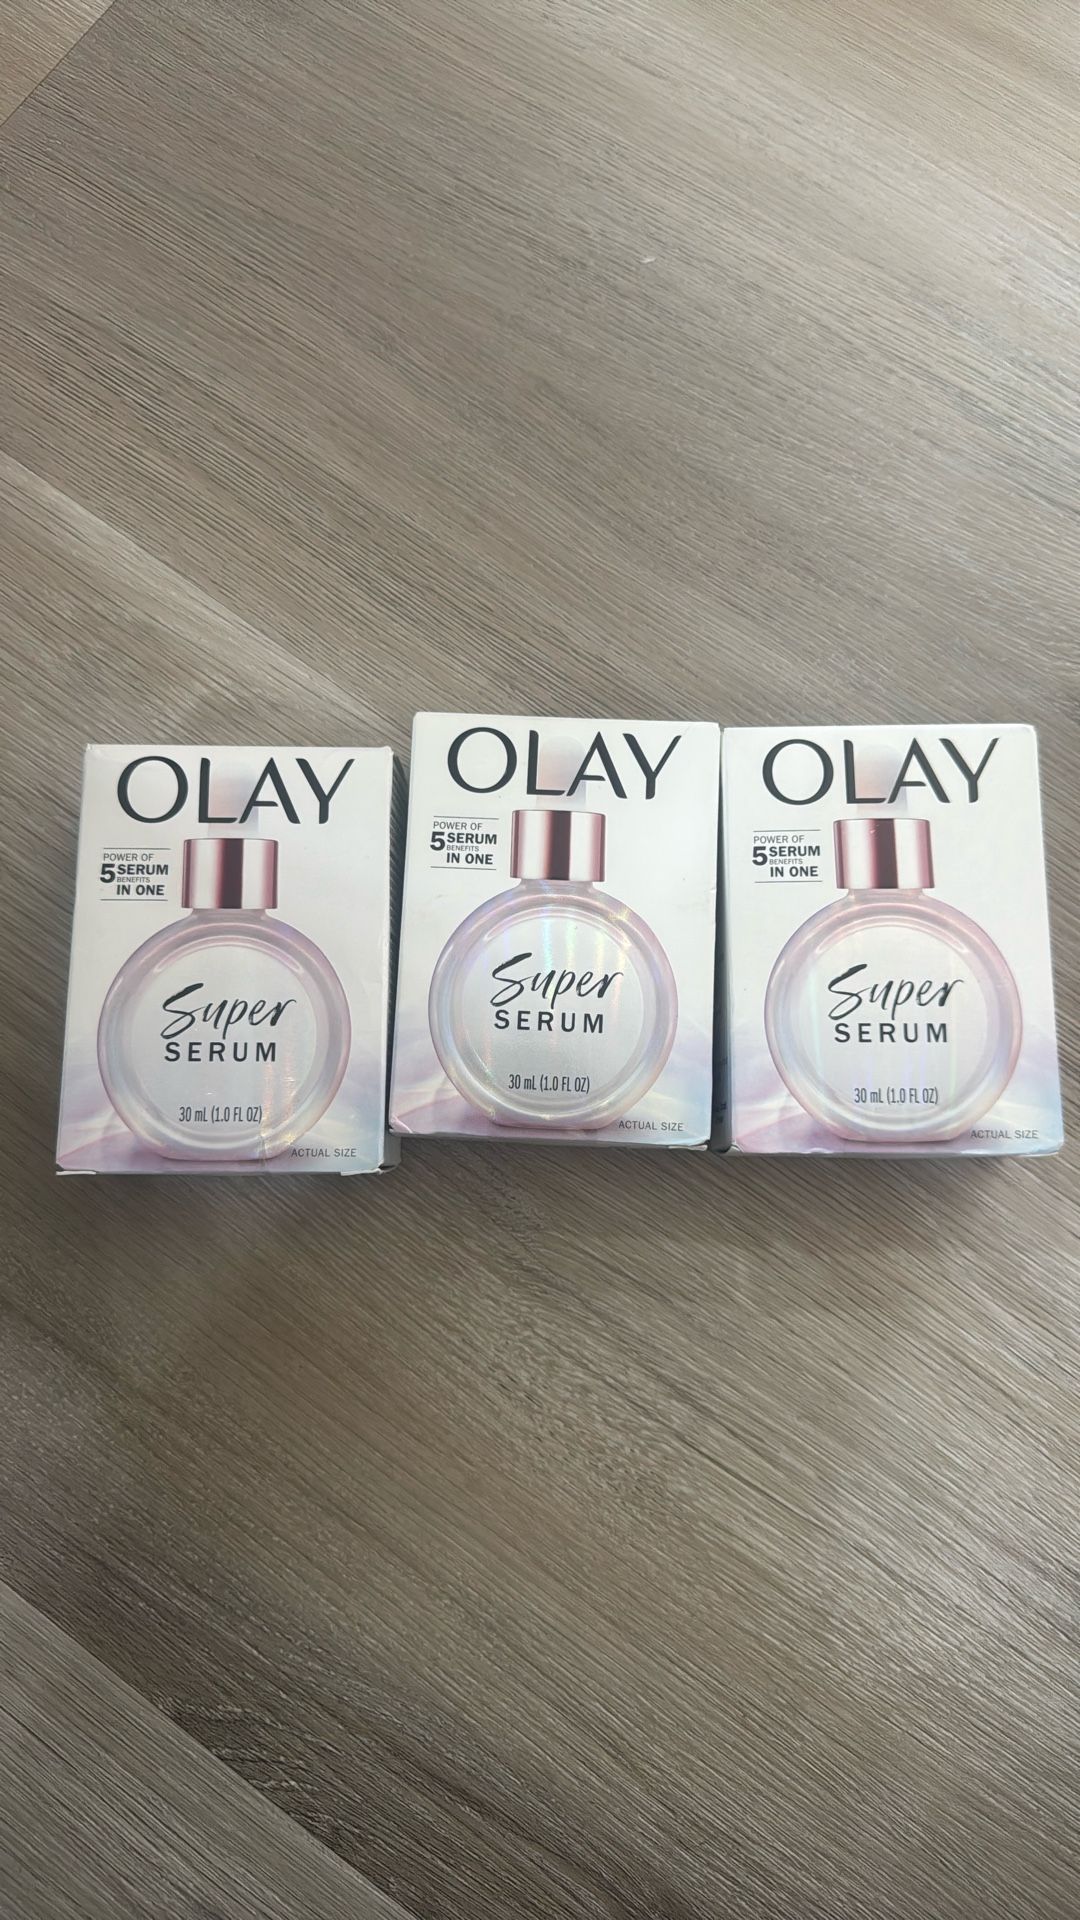 OLAY
POWER OF
5 SERUM
BENEFITS
IN ONE
Super
SERUM
30 mL (1.0 FL OZ)
ACTUAL SIZE
OLAY
POWER OF
5 SERUM
BENEFITS
IN ONE
Super
SERUM
30 mL (1.0 FL OZ)
ACTUAL SIZE
OLAY
POWER OF
5 SERUM
BENEFITS
IN ONE
Super
SERUM
30 mL (1.0 FL OZ)
ACTUAL SIZE